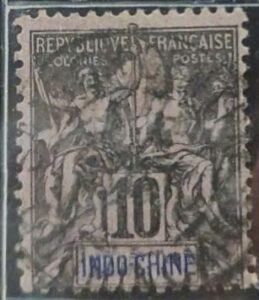 REPUBLIQUE FRANÇAISE
COLONIES POSTES
10
INDO-CHINE